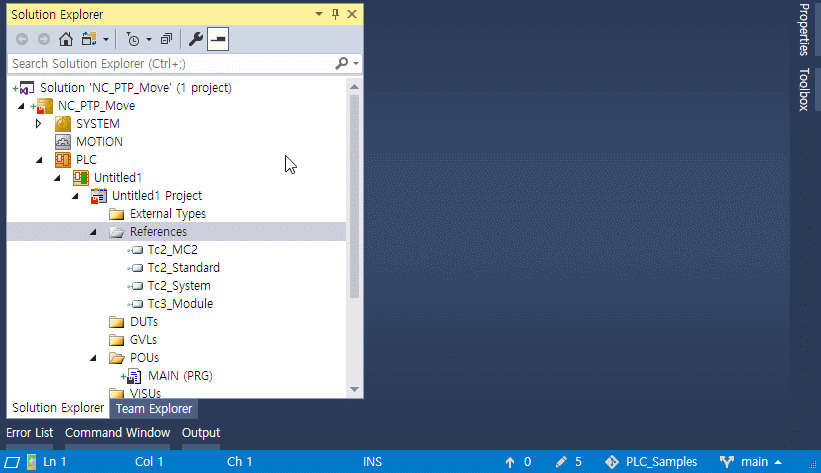 Solution Explorer
Search Solution Explorer (Ctrl+;)
Solution 'NC_PTP_Move' (1 project)
NC_PTP_Move
SYSTEM
MOTION
PLC
Untitled1
Untitled1 Project
External Types
References
Tc2_MC2
Tc2_Standard
Tc2_System
Tc3_Module
DUTs
GVLs
POUs
MAIN (PRG)
VISUs
Solution Explorer Team Explorer
Properties
Toolbox
Error List Command Window Output
Ln 1 Col 1 Ch 1 INS 0 5 PLC_Samples main